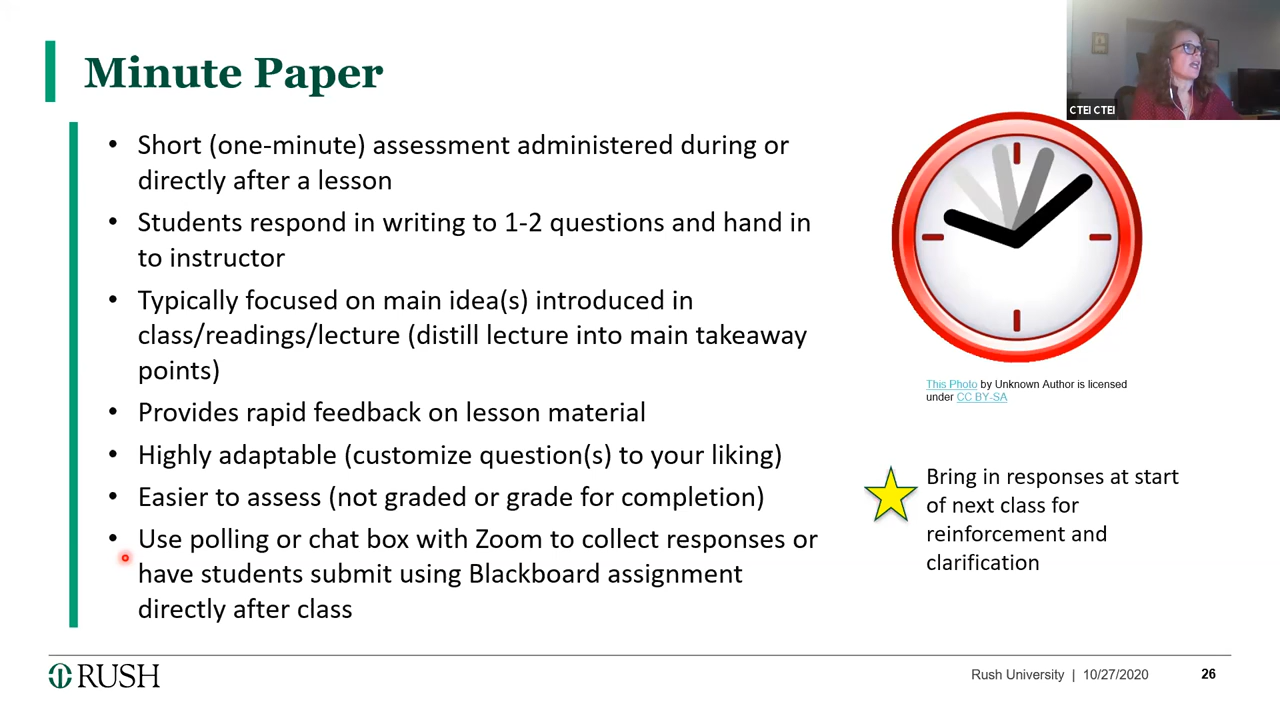 Minute Paper
CTEI CTEI
• Short (one-minute) assessment administered during or
directly after a lesson
• Students respond in writing to 1-2 questions and hand in
to instructor
• Typically focused on main idea(s) introduced in
class/readings/lecture (distill lecture into main takeaway
points)
• Provides rapid feedback on lesson material
• Highly adaptable (customize question(s) to your liking)
• Easier to assess (not graded or grade for completion)
• Use polling or chat box with Zoom to collect responses or
have students submit using Blackboard assignment
directly after class
This Photo by Unknown Author is licensed
under CC BY-SA
Bring in responses at start
of next class for
reinforcement and
clarification
RUSH
Rush University | 10/27/2020 26